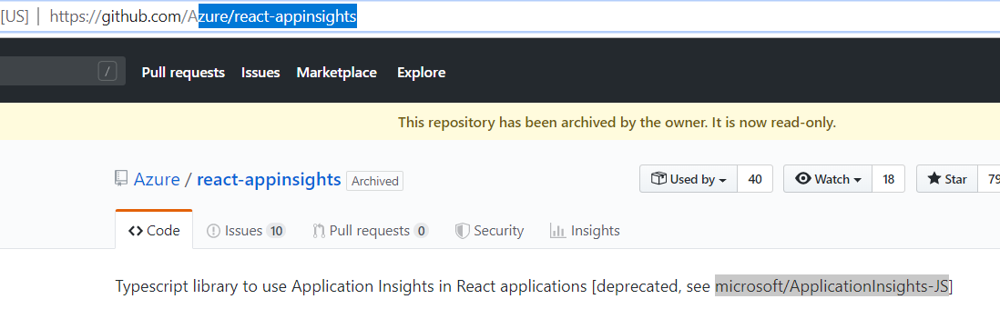 [US] | https://github.com/Azure/react-appinsights
/ Pull requests Issues Marketplace Explore
This repository has been archived by the owner. It is now read-only.
Azure / react-appinsights Archived Used by 40 Watch 18 Star 79
Code Issues 10 Pull requests 0 Security Insights
Typescript library to use Application Insights in React applications [deprecated, see microsoft/ApplicationInsights-JS]